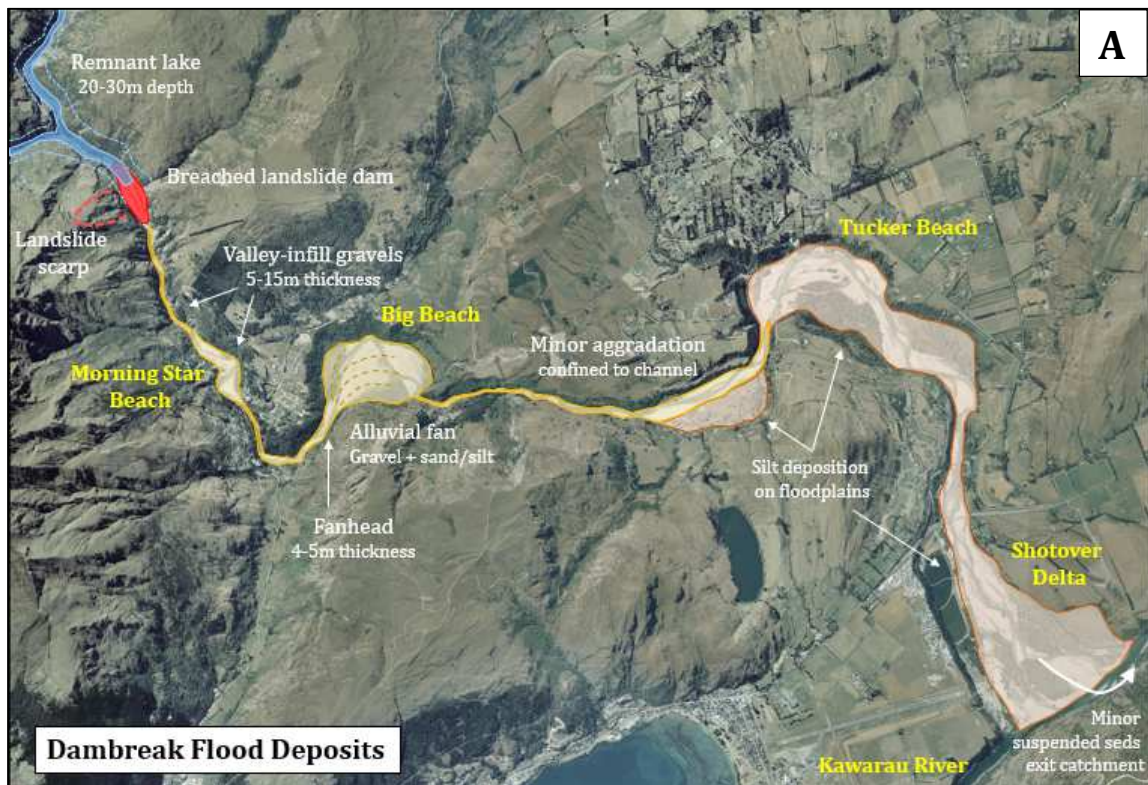 A
Remnant lake
20-30m depth
Breached landslide dam
Landslide
scarp
Valley-infill gravels
5-15m thickness
Tucker Beach
Big Beach
Minor aggradation
confined to channel
Morning Star
Beach
Alluvial fan
Gravel + sand/silt
Silt deposition
on floodplains
Fanhead
4-5m thickness
Shotover
Delta
Dambreak Flood Deposits
Minor
suspended seds
exit catchment
Kawarau River